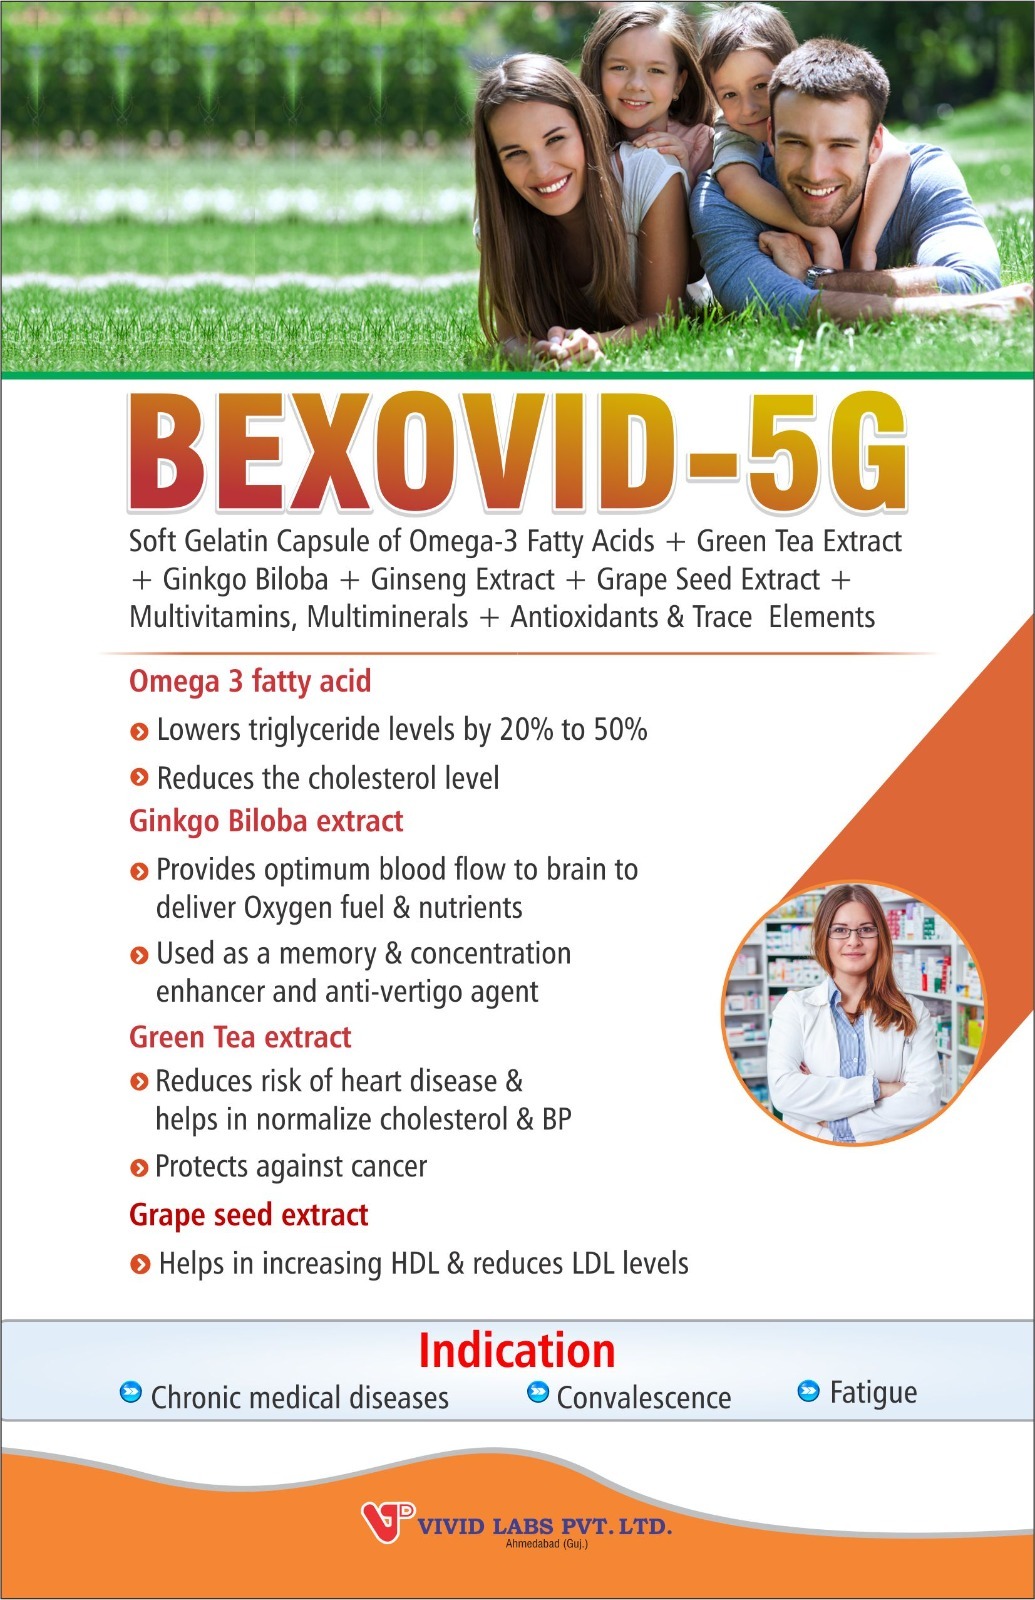 BEXOVID-5G
Soft Gelatin Capsule of Omega-3 Fatty Acids + Green Tea Extract
+ Ginkgo Biloba + Ginseng Extract + Grape Seed Extract +
Multivitamins, Multiminerals + Antioxidants & Trace Elements
Omega 3 fatty acid
Lowers triglyceride levels by 20% to 50%
Reduces the cholesterol level
Ginkgo Biloba extract
Provides optimum blood flow to brain to
deliver Oxygen fuel & nutrients
Used as a memory & concentration
enhancer and anti-vertigo agent
Green Tea extract
Reduces risk of heart disease &
helps in normalize cholesterol & BP
Protects against cancer
Grape seed extract
Helps in increasing HDL & reduces LDL levels
Indication
Chronic medical diseases
Convalescence
Fatigue
VIVID LABS PVT. LTD.
Ahmedabad (Guj.)